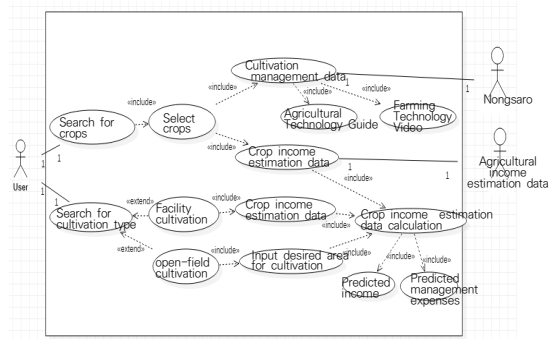 Cultivation
management data
1
1
Nongsaro
«include»
«include»
«include»
Agricultural
Technology Guide
Farming
Technology
Video
Search for
crops
«include»
Select
crops
«include»
Crop income
estimation data
1
1
Agricultural
income
estimation data
User
1
1
1
1
«include»
Search for
cultivation type
«extend»
Facility
cultivation
«include»
Crop income
estimation data
«include»
Crop income estimation
data calculation
«extend»
open-field
cultivation
«include»
Input desired area
for cultivation
«include»
«include»
«include»
Predicted
income
Predicted
management
expenses